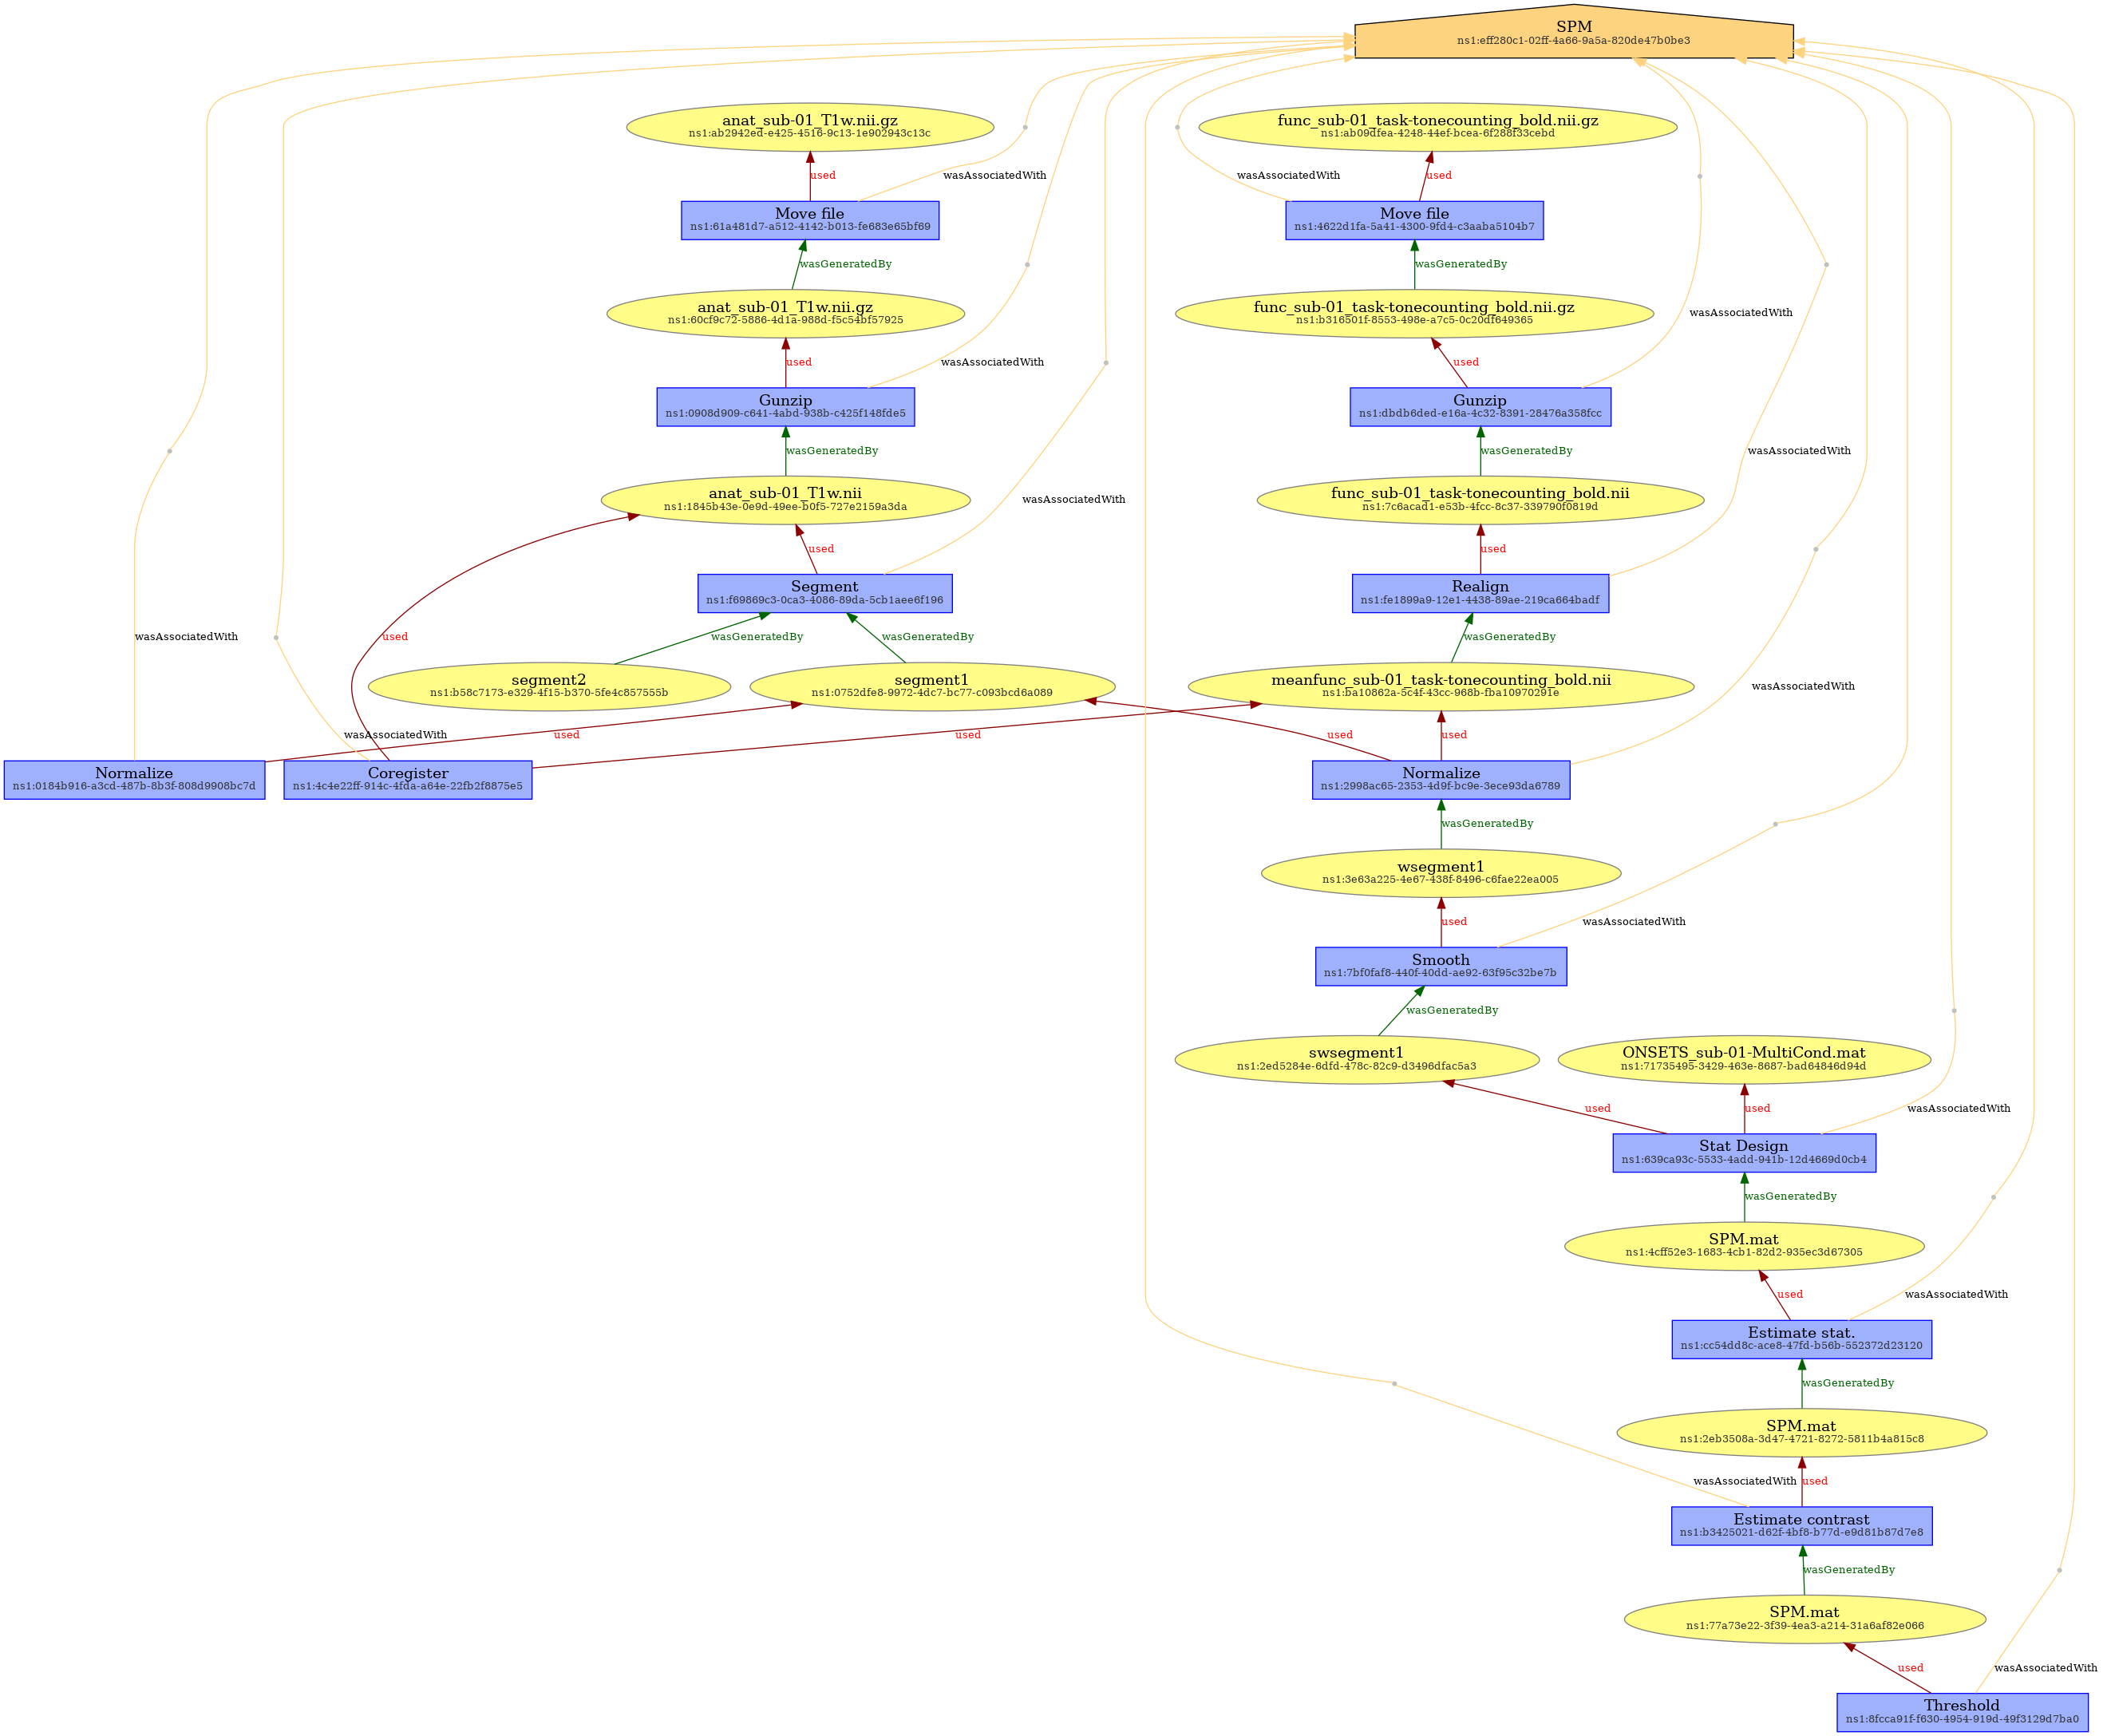 SPM
ns1:eff280c1-02ff-4a66-9a5a-820de47b0be3
anat_sub-01_T1w.nii.gz
ns1:ab2942ed-e425-4516-9c13-1e902943c13c
func_sub-01_task-tonecounting_bold.nii.gz
ns1:ab09dfea-4248-44ef-bcea-6f288f33cebd
used
wasAssociatedWith
wasAssociatedWith
used
Move file
ns1:61a481d7-a512-4142-b013-fe683e65bf69
Move file
ns1:4622d1fa-5a41-4300-9fd4-c3aaba5104b7
wasGeneratedBy
wasGeneratedBy
anat_sub-01_T1w.nii.gz
ns1:60cf9c72-5886-4d1a-988d-f5c54bf57925
func_sub-01_task-tonecounting_bold.nii.gz
ns1:b316501f-8553-498e-a7c5-0c20df649365
wasAssociatedWith
used
wasAssociatedWith
used
Gunzip
ns1:0908d909-c641-4abd-938b-c425f148fde5
Gunzip
ns1:dbdb6ded-e16a-4c32-8391-28476a358fcc
wasGeneratedBy
wasGeneratedBy
wasAssociatedWith
anat_sub-01_T1w.nii
ns1:1845b43e-0e9d-49ee-b0f5-727e2159a3da
wasAssociatedWith
func_sub-01_task-tonecounting_bold.nii
ns1:7c6acad1-e53b-4fcc-8c37-339790f0819d
used
used
Segment
ns1:f69869c3-0ca3-4086-89da-5cb1aee6f196
Realign
ns1:fe1899a9-12e1-4438-89ae-219ca664badf
wasAssociatedWith
used
wasGeneratedBy
wasGeneratedBy
wasGeneratedBy
segment2
ns1:b58c7173-e329-4f15-b370-5fe4c857555b
segment1
ns1:0752dfe8-9972-4dc7-bc77-c093bcd6a089
meanfunc_sub-01_task-tonecounting_bold.nii
ns1:ba10862a-5c4f-43cc-968b-fba10970291e
wasAssociatedWith
wasAssociatedWith
used
used
used
used
Normalize
ns1:0184b916-a3cd-487b-8b3f-808d9908bc7d
Coregister
ns1:4c4e22ff-914c-4fda-a64e-22fb2f8875e5
Normalize
ns1:2998ac65-2353-4d9f-bc9e-3ece93da6789
wasGeneratedBy
wsegment1
ns1:3e63a225-4e67-438f-8496-c6fae22ea005
used
wasAssociatedWith
Smooth
ns1:7bf0faf8-440f-40dd-ae92-63f95c32be7b
wasGeneratedBy
swsegment1
ns1:2ed5284e-6dfd-478c-82c9-d3496dfac5a3
ONSETS_sub-01-MultiCond.mat
ns1:71735495-3429-463e-8687-bad64846d94d
used
used
wasAssociatedWith
Stat Design
ns1:639ca93c-5533-4add-941b-12d4669d0cb4
wasGeneratedBy
SPM.mat
ns1:4cff52e3-1683-4cb1-82d2-935ec3d67305
used
wasAssociatedWith
Estimate stat.
ns1:cc54dd8c-ace8-47fd-b56b-552372d23120
wasGeneratedBy
SPM.mat
ns1:2eb3508a-3d47-4721-8272-5811b4a815c8
wasAssociatedWith
used
Estimate contrast
ns1:b3425021-d62f-4bf8-b77d-e9d81b87d7e8
wasGeneratedBy
SPM.mat
ns1:77a73e22-3f39-4ea3-a214-31a6af82e066
used
wasAssociatedWith
Threshold
ns1:8fcca91f-f630-4954-919d-49f3129d7ba0